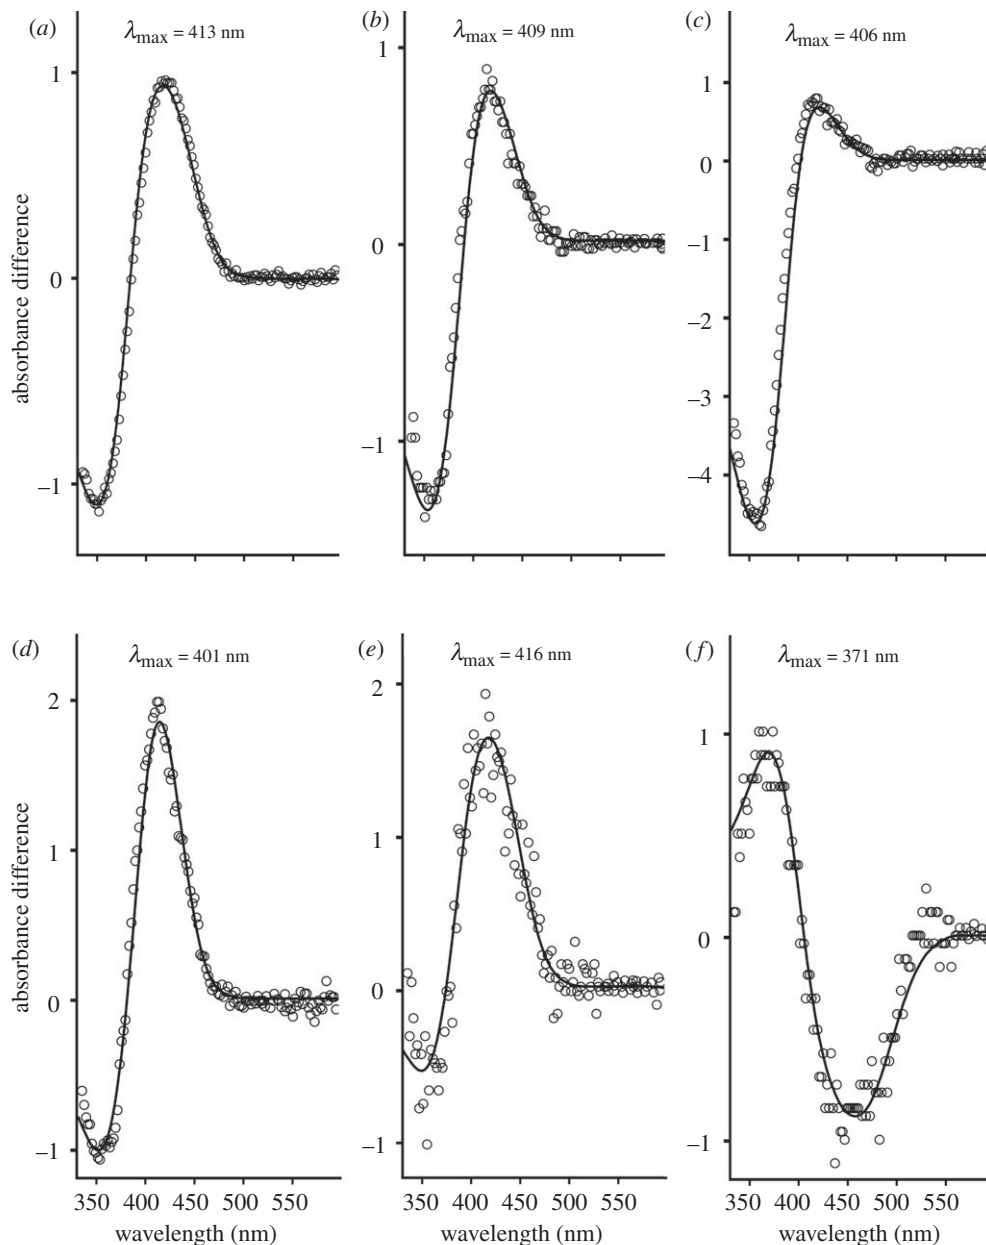 (a) λmax = 413 nm
(b) λmax = 409 nm
(c) λmax = 406 nm
absorbance difference
1
0
−1
1
0
−1
1
0
−1
−2
−3
−4
(d) λmax = 401 nm
(e) λmax = 416 nm
(f) λmax = 371 nm
absorbance difference
2
1
0
−1
2
1
0
−1
1
0
−1
350 400 450 500 550
350 400 450 500 550
350 400 450 500 550
wavelength (nm)
wavelength (nm)
wavelength (nm)